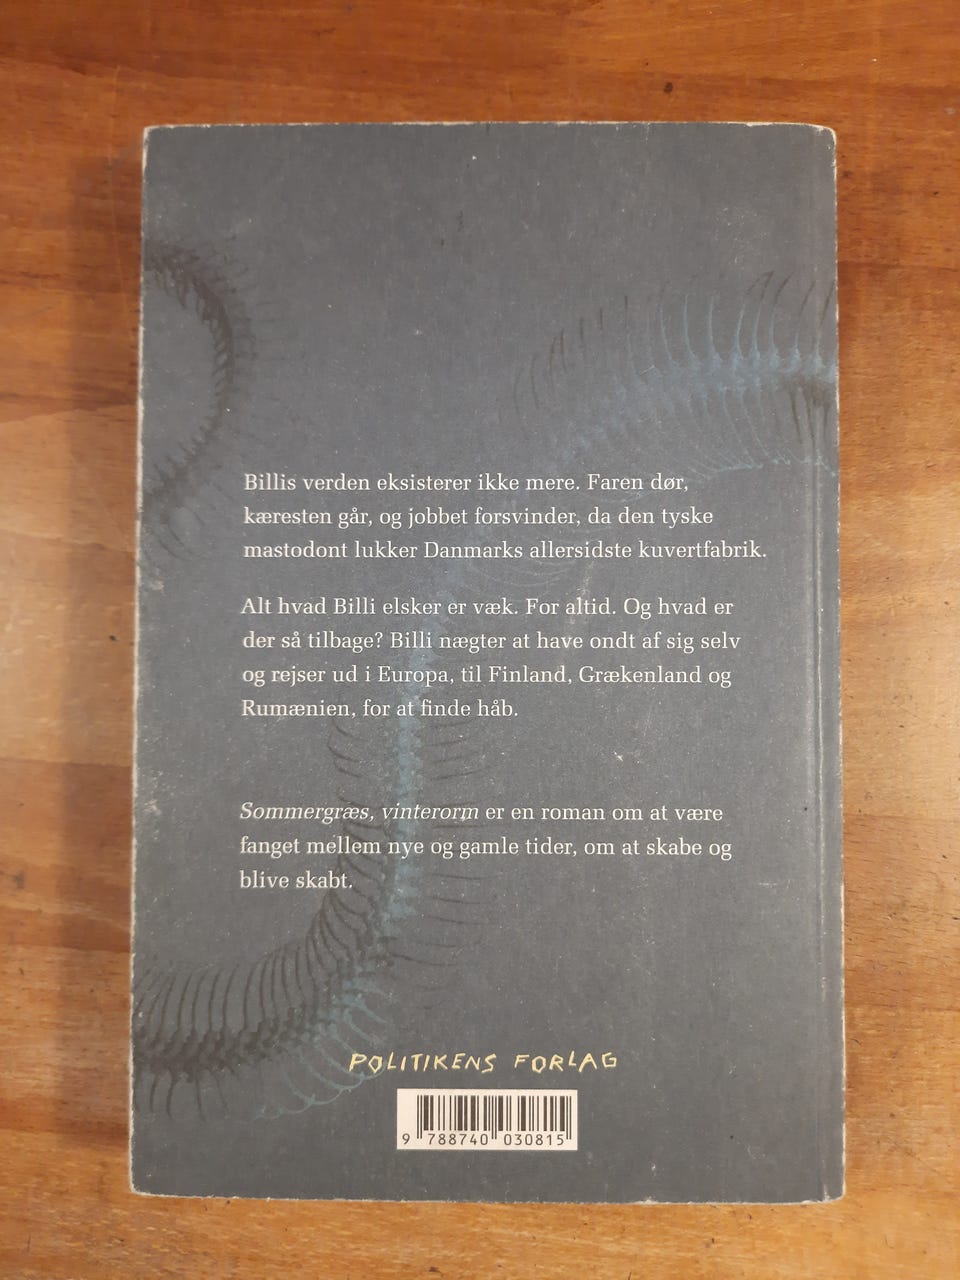 Billis verden eksisterer ikke mere. Faren dør,
kæresten går, og jobbet forsvinder, da den tyske
mastodont lukker Danmarks allersidste kuvertfabrik.
Alt hvad Billi elsker er væk. For altid. Og hvad er
der så tilbage? Billi nægter at have ondt af sig selv
og rejser ud i Europa, til Finland, Grækenland og
Rumænien, for at finde håb.
Sommergræs, vinterorm er en roman om at være
fanget mellem nye og gamle tider, om at skabe og
blive skabt.
POLITIKENS FORLAG
9 788740 030815